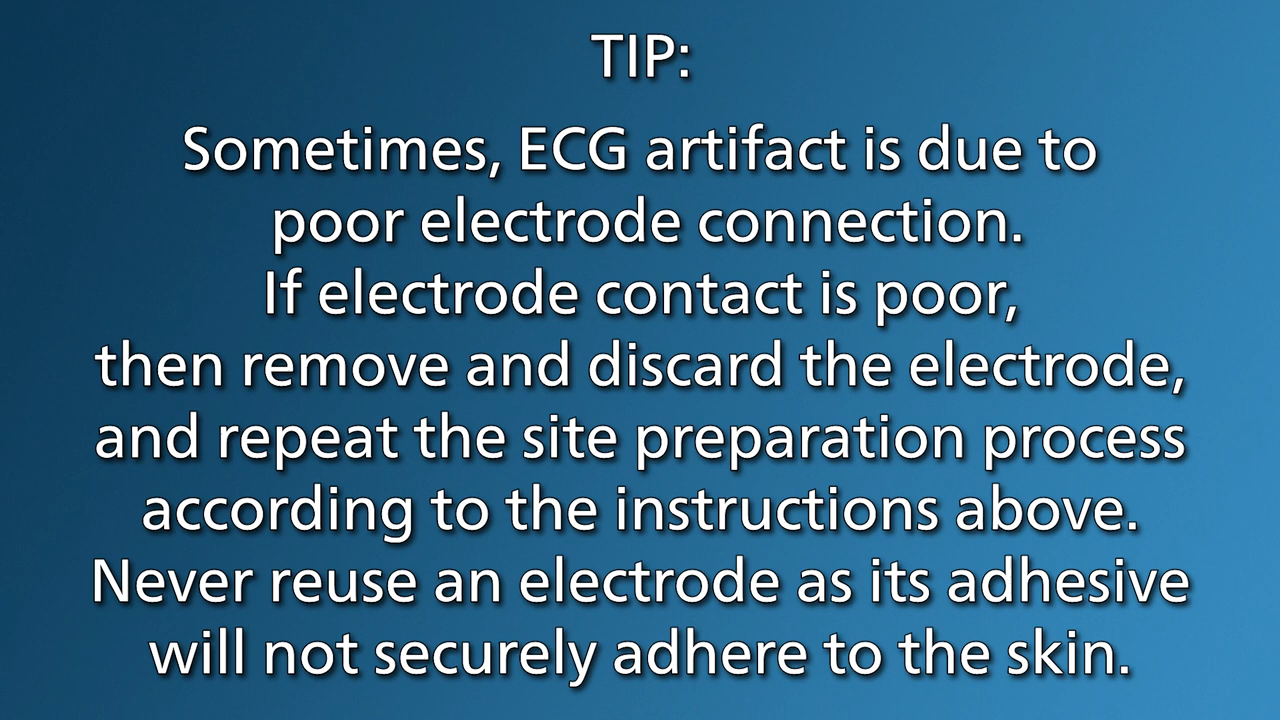 TIP:
Sometimes, ECG artifact is due to
poor electrode connection.
If electrode contact is poor,
then remove and discard the electrode,
and repeat the site preparation process
according to the instructions above.
Never reuse an electrode as its adhesive
will not securely adhere to the skin.